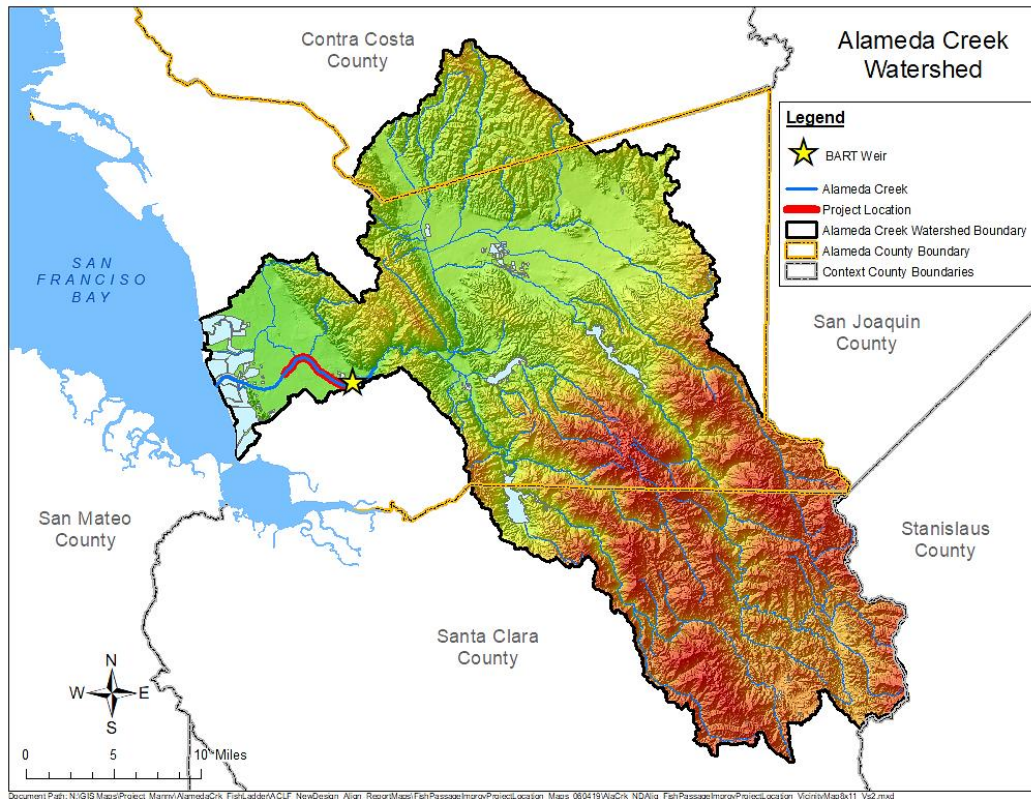 Alameda Creek
Watershed
Contra Costa
County
Legend
BART Weir
Alameda Creek
Project Location
Alameda Creek Watershed Boundary
Alameda County Boundary
Context County Boundaries
SAN
FRANCISO
BAY
San Joaquin
County
San Mateo
County
Stanislaus
County
Santa Clara
County
N
W E
S
0 5 10 Miles